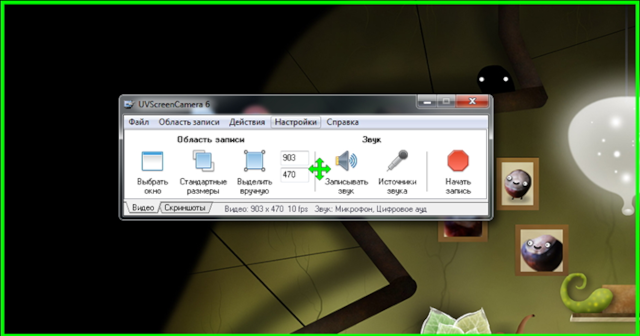 UVScreenCamera 6
Файл Область записи Действия Настройки Справка
Область записи Звук
903
470
Выбрать окно
Стандартные размеры
Выделить вручную
Записывать звук
Источники звука
Начать запись
Видео Скриншоты Видео: 903 x 470 10 fps Звук: Микрофон, Цифровое ауд